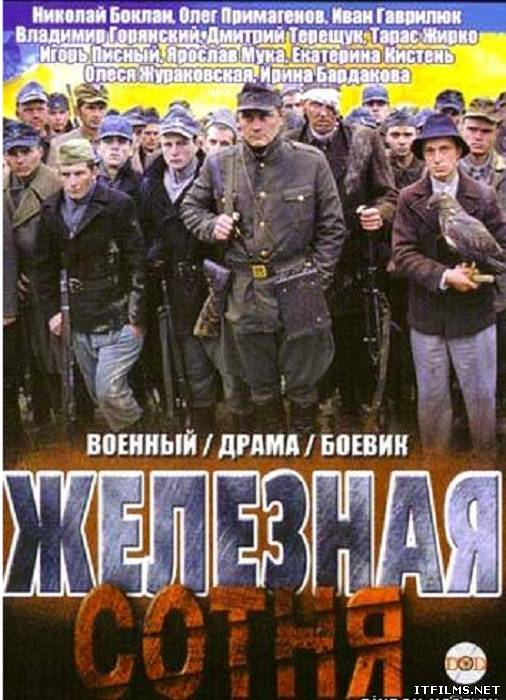 Николай Боклан, Олег Примагенов, Иван Гаврилюк
Владимир Горянский, Дмитрий Терещук, Тарас Жирко
Игорь Писный, Ярослав Мука, Екатерина Кистень
Олеся Жураковская, Ирина Бардакова
ВОЕННЫЙ / ДРАМА / БОЕВИК
ЖЕЛЕЗНАЯ
СОТНЯ
ITFILMS.NET